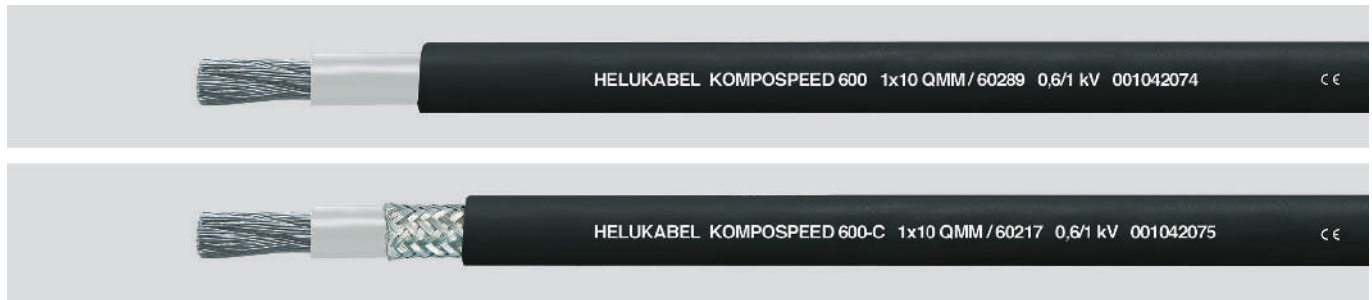 HELUKABEL KOMPOSPEED 600 1x10 QMM / 60289 0,6/1 kV 001042074 CE
HELUKABEL KOMPOSPEED 600-C 1x10 QMM / 60217 0,6/1 kV 001042075 CE